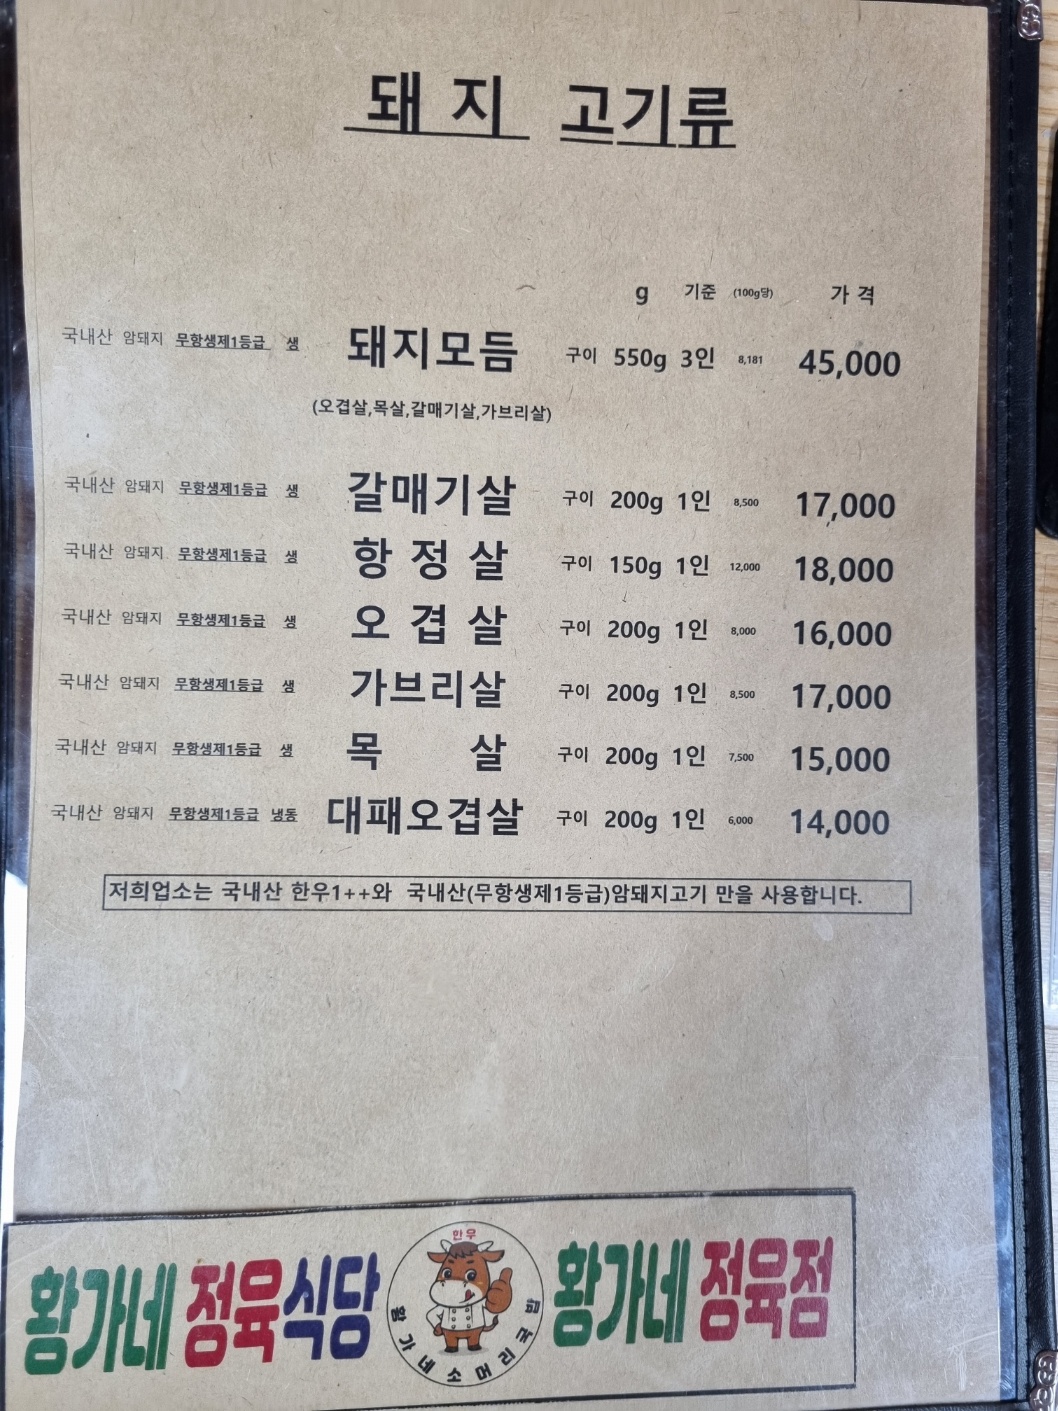 돼지 고기류
g 기준 (100g당) 가격
국내산 암돼지 무항생제1등급 생 돼지모듬 구이 550g 3인 8,181 45,000
(오겹살,목살,갈매기살,가브리살)
국내산 암돼지 무항생제1등급 생 갈매기살 구이 200g 1인 8,500 17,000
국내산 암돼지 무항생제1등급 생 항정살 구이 150g 1인 12,000 18,000
국내산 암돼지 무항생제1등급 생 오겹살 구이 200g 1인 8,000 16,000
국내산 암돼지 무항생제1등급 생 가브리살 구이 200g 1인 8,500 17,000
국내산 암돼지 무항생제1등급 생 목살 구이 200g 1인 7,500 15,000
국내산 암돼지 무항생제1등급 냉동 대패오겹살 구이 200g 1인 6,000 14,000
저희업소는 국내산 한우1++와 국내산(무항생제1등급)암돼지고기 만을 사용합니다.
황가네 정육식당
한우
황가네소머리국밥
황가네 정육점